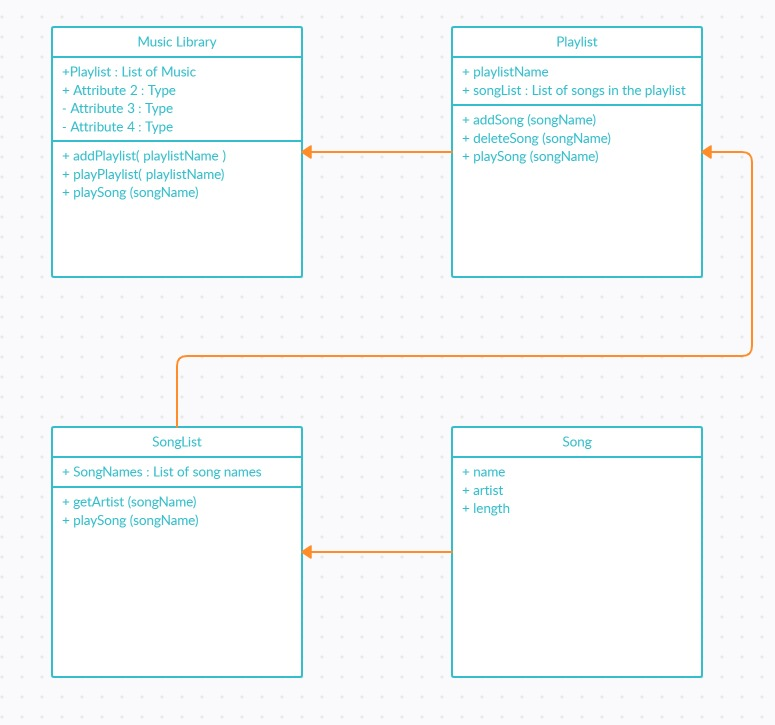 Music Library
+Playlist : List of Music
+ Attribute 2 : Type
- Attribute 3 : Type
- Attribute 4 : Type
+ addPlaylist( playlistName )
+ playPlaylist( playlistName)
+ playSong (songName)
Playlist
+ playlistName
+ songList : List of songs in the playlist
+ addSong (songName)
+ deleteSong (songName)
+ playSong (songName)
SongList
+ SongNames : List of song names
+ getArtist (songName)
+ playSong (songName)
Song
+ name
+ artist
+ length